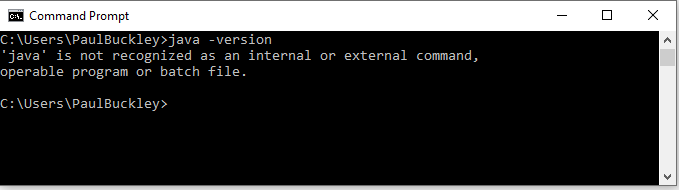 Command Prompt
C:\Users\PaulBuckley>java -version
'java' is not recognized as an internal or external command,
operable program or batch file.
C:\Users\PaulBuckley>